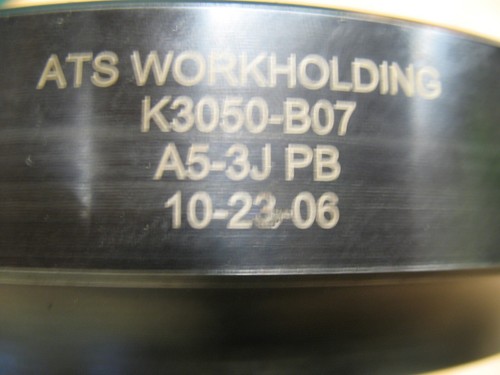 ATS WORKHOLDING
K3050-B07
A5-3J PB
10-23-06